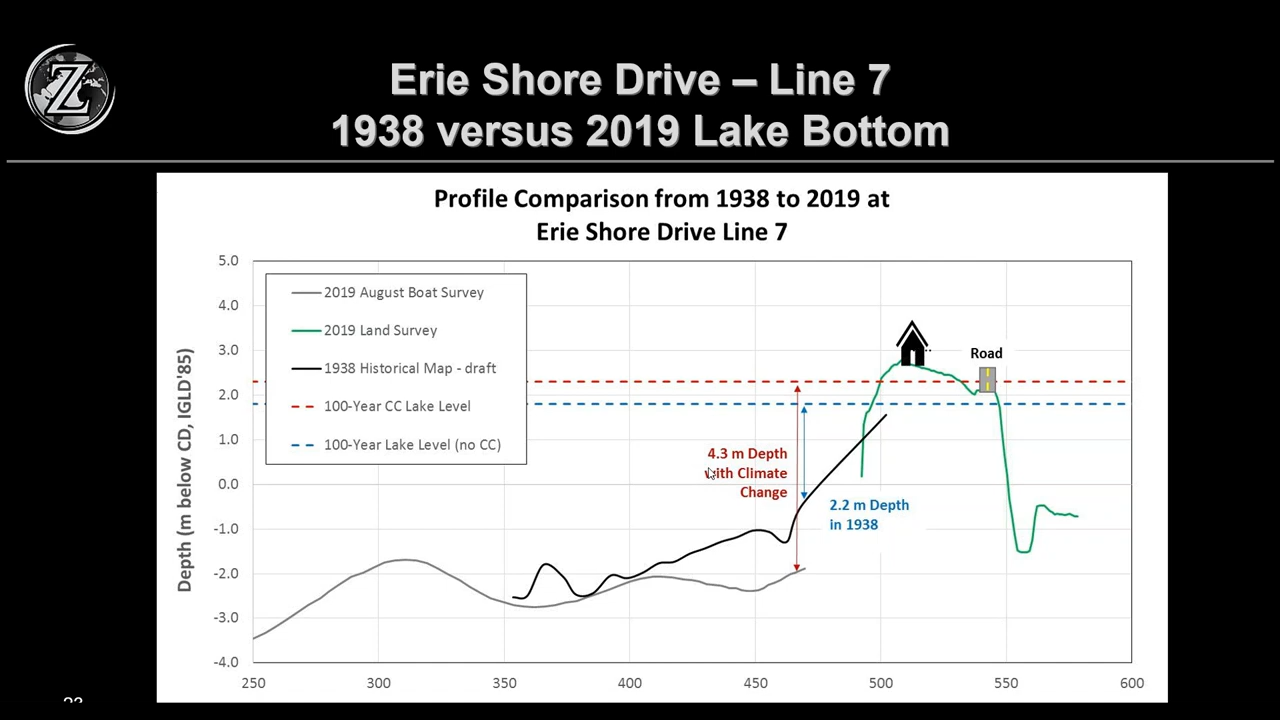 Z
Erie Shore Drive – Line 7
1938 versus 2019 Lake Bottom
Profile Comparison from 1938 to 2019 at
Erie Shore Drive Line 7
Depth (m below CD, IGLD'85)
5.0
4.0
3.0
2.0
1.0
0.0
-1.0
-2.0
-3.0
-4.0
2019 August Boat Survey
2019 Land Survey
1938 Historical Map - draft
100-Year CC Lake Level
100-Year Lake Level (no CC)
Road
4.3 m Depth
with Climate
Change
2.2 m Depth
in 1938
250
300
350
400
450
500
550
600